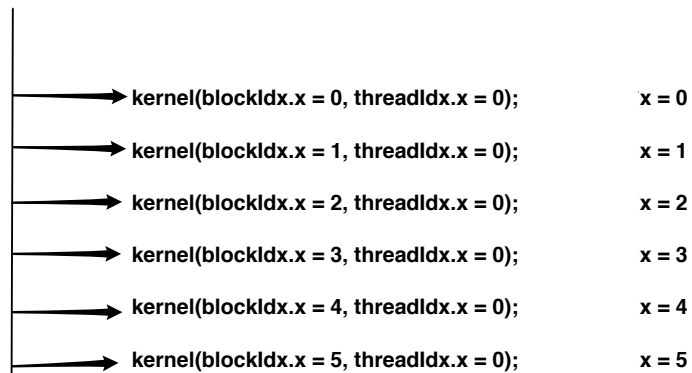 kernel(blockIdx.x = 0, threadIdx.x = 0); x = 0
kernel(blockIdx.x = 1, threadIdx.x = 0); x = 1
kernel(blockIdx.x = 2, threadIdx.x = 0); x = 2
kernel(blockIdx.x = 3, threadIdx.x = 0); x = 3
kernel(blockIdx.x = 4, threadIdx.x = 0); x = 4
kernel(blockIdx.x = 5, threadIdx.x = 0); x = 5